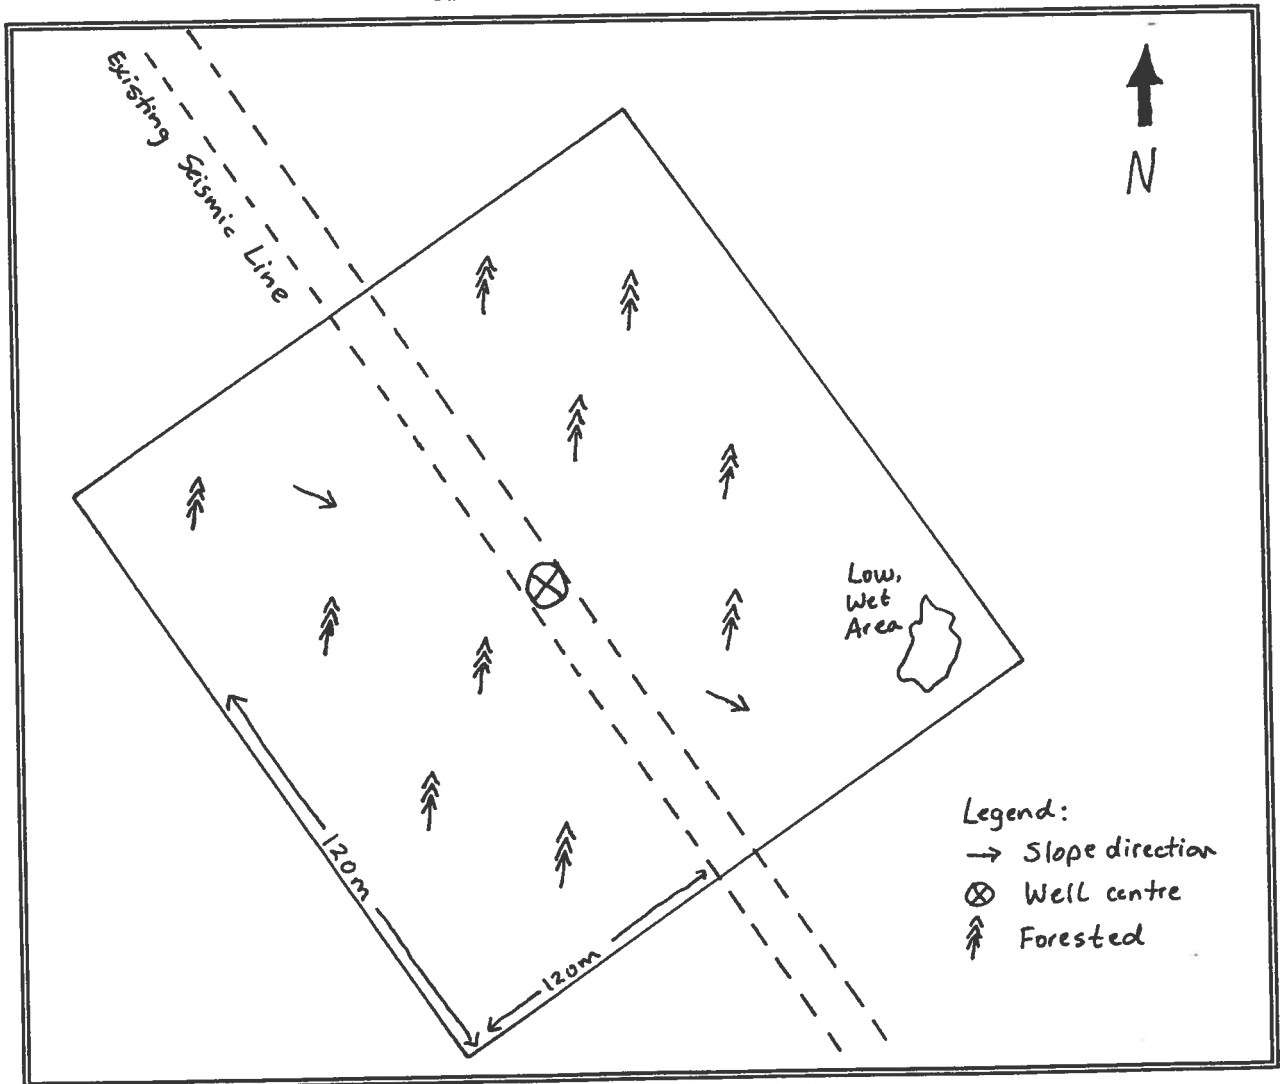 Existing Seismic Line
N
Low,
Wet
Area
120m
120m
Legend:
Slope direction
Well centre
Forested